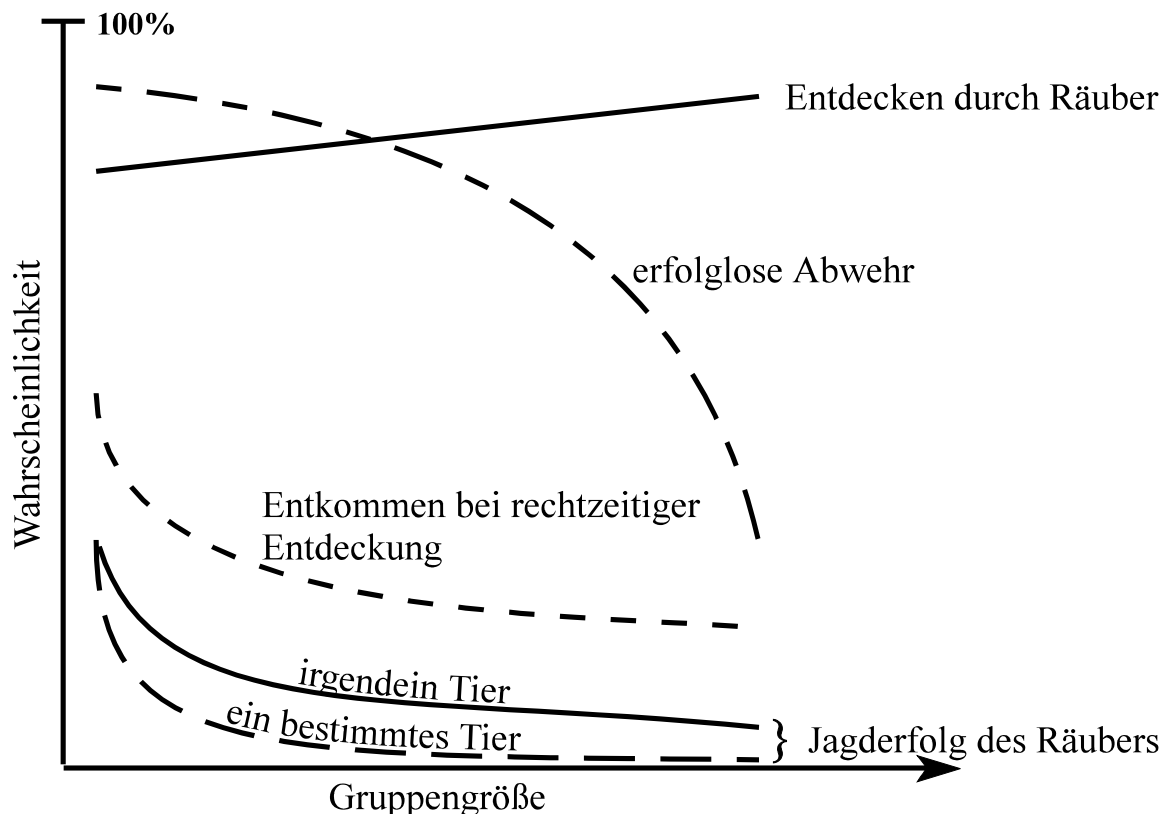 100%
Entdecken durch Räuber
erfolglose Abwehr
Wahrscheinlichkeit
Entkommen bei rechtzeitiger
Entdeckung
irgendein Tier
ein bestimmtes Tier
} Jagderfolg des Räubers
Gruppengröße